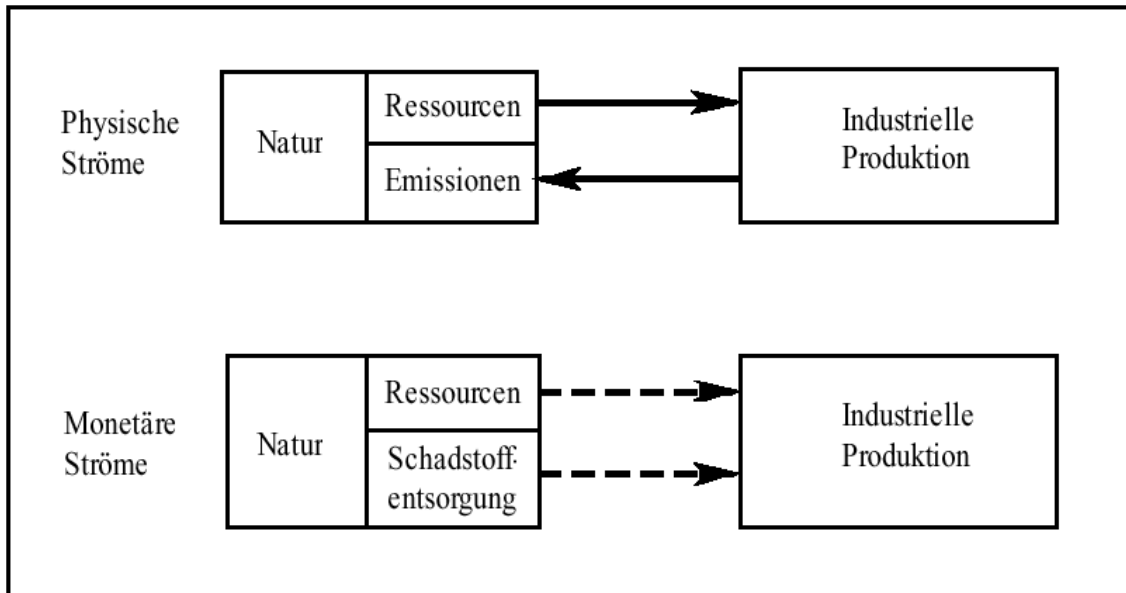 Physische
Ströme
Natur
Ressourcen
Emissionen
Industrielle
Produktion
Monetäre
Ströme
Natur
Ressourcen
Schadstoff-
entsorgung
Industrielle
Produktion